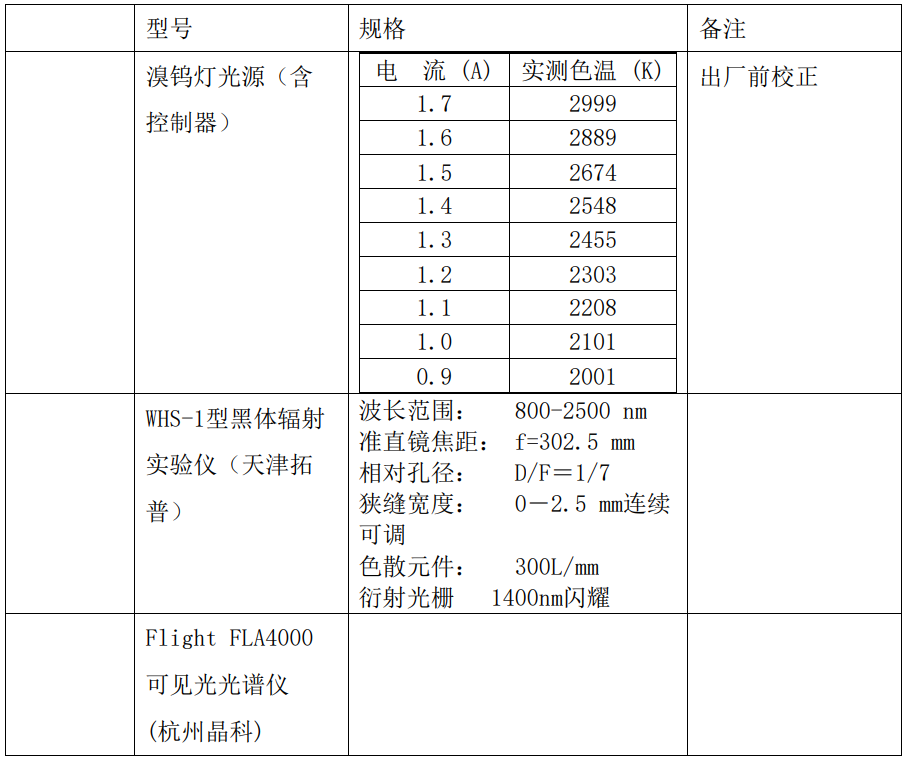 型号 规格 备注
溴钨灯光源（含
控制器）
电 流 (A) 实测色温 (K)
1.7 2999
1.6 2889
1.5 2674
1.4 2548
1.3 2455
1.2 2303
1.1 2208
1.0 2101
0.9 2001
出厂前校正
WHS-1型黑体辐射
实验仪（天津拓
普）
波长范围： 800-2500 nm
准直镜焦距： f=302.5 mm
相对孔径： D/F＝1/7
狭缝宽度： 0－2.5 mm连续
可调
色散元件： 300L/mm
衍射光栅 1400nm闪耀
Flight FLA4000
可见光光谱仪
(杭州晶科)